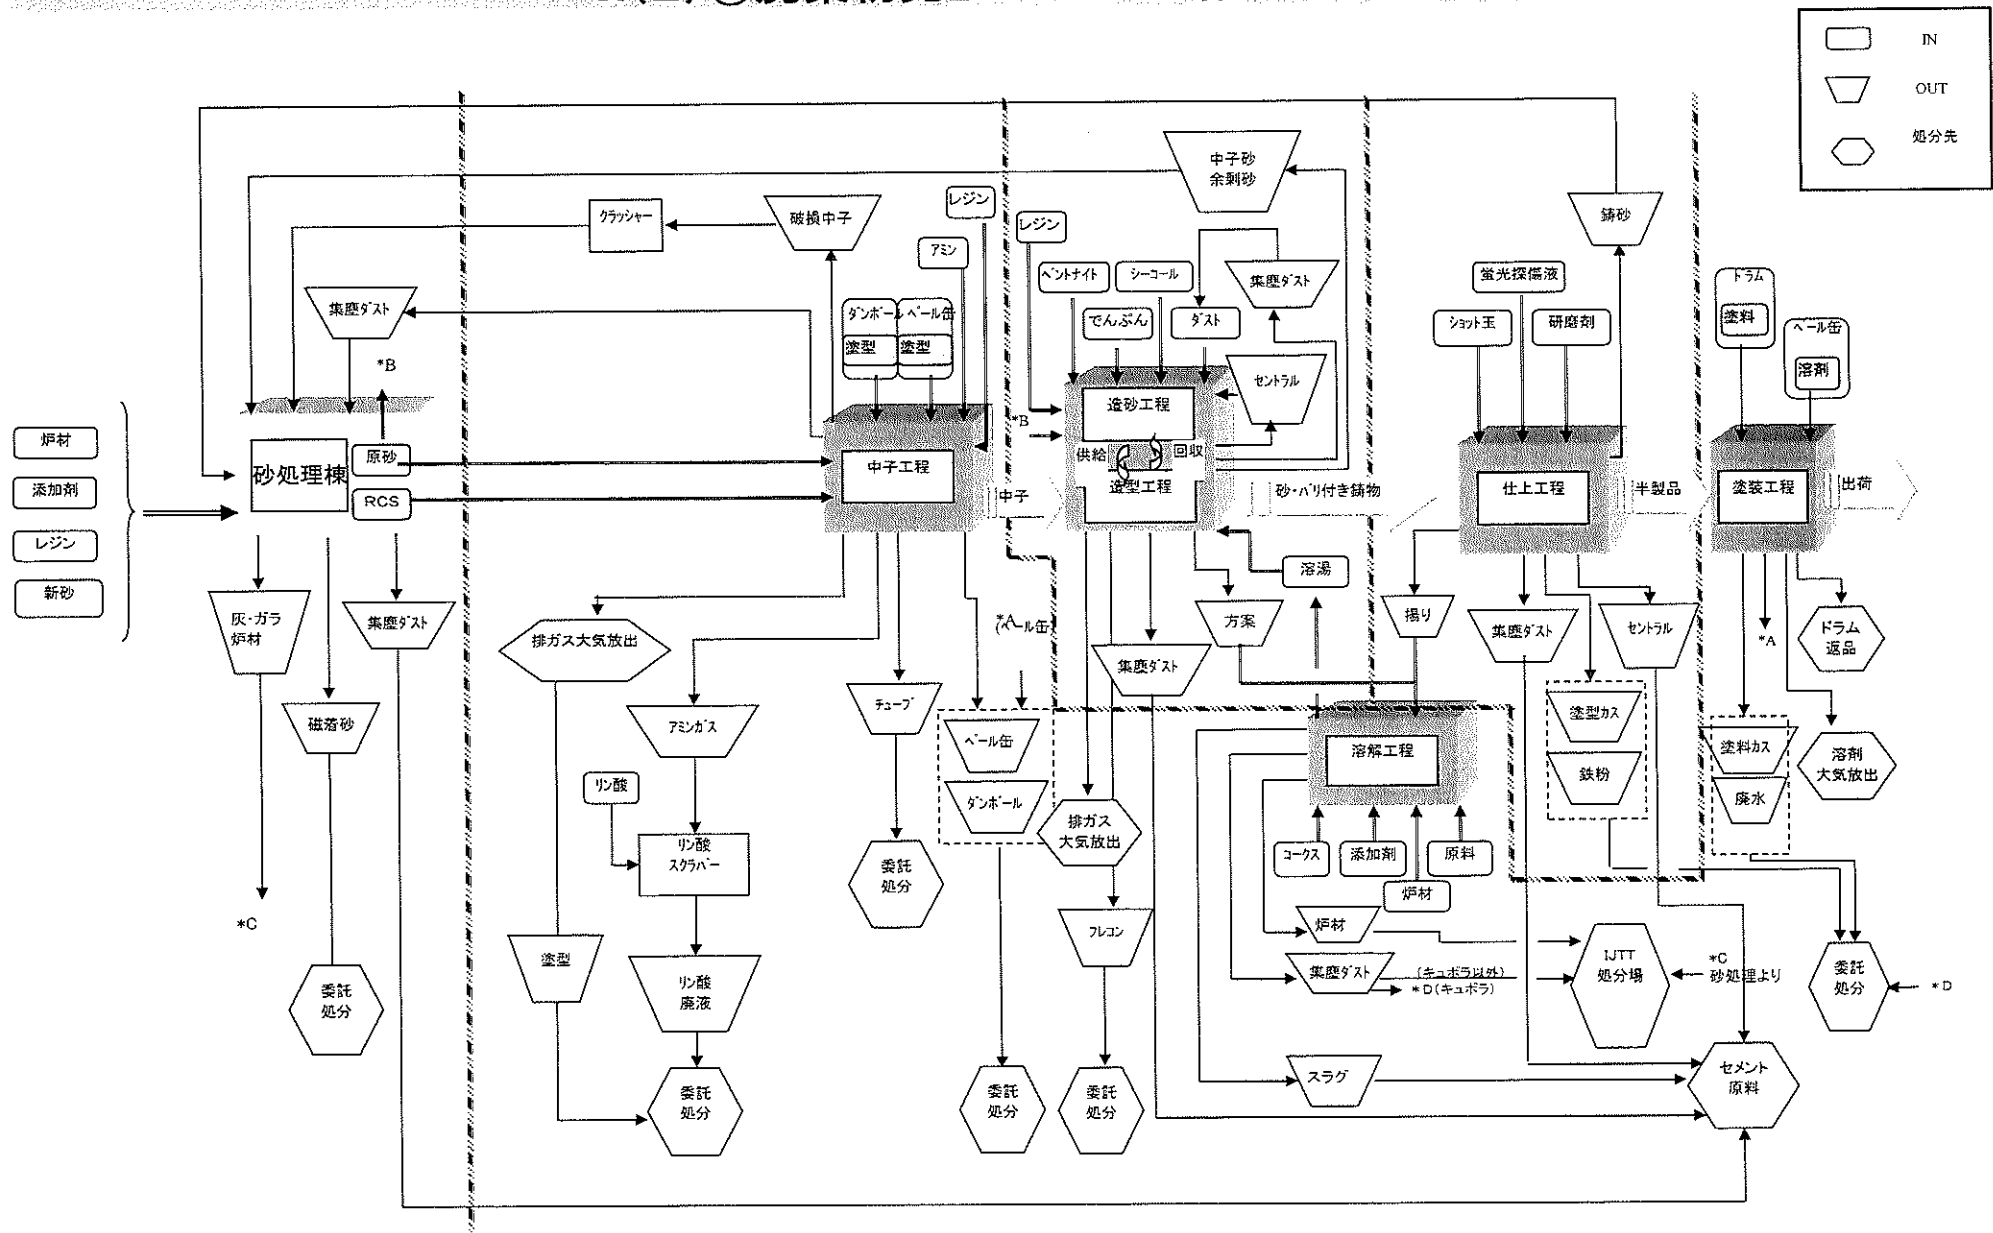 IN
OUT
処分先
中子砂
余剰砂
レジン
破損中子
クラッシャー
レジン
アミン
鋳砂
ベントナイト
シーコール
集塵ダスト
蛍光探傷液
ドラム
塗料
集塵ダスト
ダンボール
ペール缶
塗型
塗型
でんぷん
ダスト
ショット玉
研磨剤
ペール缶
溶剤
*B
セントラル
炉材
添加剤
レジン
新砂
砂処理棟
原砂
RCS
中子工程
中子
*B
造砂工程
供給
回収
造型工程
砂・バリ付き鋳物
仕上工程
半製品
塗装工程
出荷
溶湯
灰・ガラ
炉材
集塵ダスト
排ガス大気放出
*A
(ペール缶
方案
揚り
集塵ダスト
セントラル
*A
ドラム
返品
集塵ダスト
磁着砂
アミンガス
チューブ
ペール缶
ダンボール
溶解工程
塗型カス
鉄粉
塗料カス
廃水
溶剤
大気放出
リン酸
リン酸
スクラバー
委託
処分
排ガス
大気放出
コークス
添加剤
原料
炉材
*C
塗型
リン酸
廃液
フレコン
炉材
集塵ダスト
(キュポラ以外)
*D(キュポラ)
IJTT
処分場
*C
砂処理より
委託
処分
*D
委託
処分
委託
処分
委託
処分
委託
処分
スラグ
セメント
原料